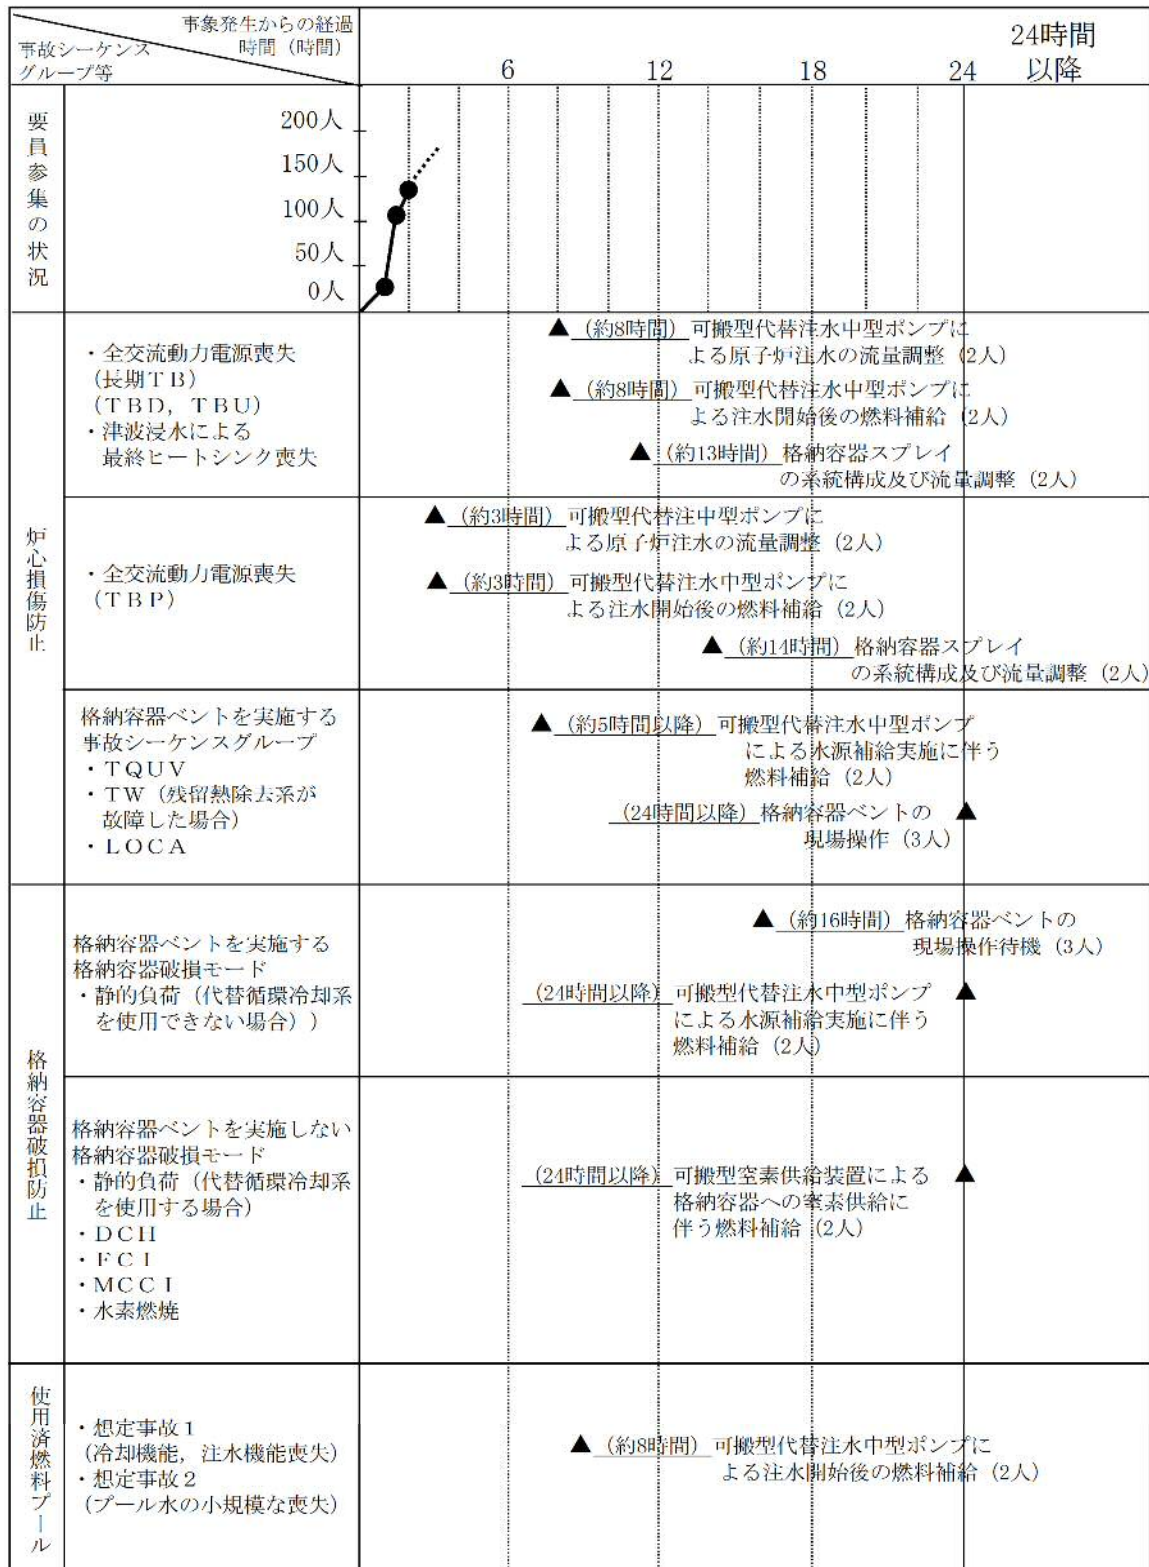 事象発生からの経過
時間（時間）
事故シーケンス
グループ等
6
12
18
24
24時間
以降
要員参集の状況
200人
150人
100人
50人
0人
炉心損傷防止
・全交流動力電源喪失
（長期ＴＢ）
（ＴＢＤ，ＴＢＵ）
・津波浸水による
最終ヒートシンク喪失
▲（約8時間）可搬型代替注水中型ポンプに
よる原子炉注水の流量調整（2人）
▲（約8時間）可搬型代替注水中型ポンプに
よる注水開始後の燃料補給（2人）
▲（約13時間）格納容器スプレイ
の系統構成及び流量調整（2人）
・全交流動力電源喪失
（ＴＢＰ）
▲（約3時間）可搬型代替注中型ポンプに
よる原子炉注水の流量調整（2人）
▲（約3時間）可搬型代替注水中型ポンプに
よる注水開始後の燃料補給（2人）
▲（約14時間）格納容器スプレイ
の系統構成及び流量調整（2人）
格納容器ベントを実施する
事故シーケンスグループ
・ＴＱＵＶ
・ＴＷ（残留熱除去系が
故障した場合）
・ＬＯＣＡ
▲（約5時間以降）可搬型代替注水中型ポンプ
による水源補給実施に伴う
燃料補給（2人）
（24時間以降）格納容器ベントの ▲
現場操作（3人）
格納容器破損防止
格納容器ベントを実施する
格納容器破損モード
・静的負荷（代替循環冷却系
を使用できない場合））
▲（約16時間）格納容器ベントの
現場操作待機（3人）
（24時間以降）可搬型代替注水中型ポンプ ▲
による水源補給実施に伴う
燃料補給（2人）
格納容器ベントを実施しない
格納容器破損モード
・静的負荷（代替循環冷却系
を使用する場合）
・ＤＣＨ
・ＦＣＩ
・ＭＣＣＩ
・水素燃焼
（24時間以降）可搬型窒素供給装置による ▲
格納容器への窒素供給に
伴う燃料補給（2人）
使用済燃料プール
・想定事故１
（冷却機能，注水機能喪失）
・想定事故２
（プール水の小規模な喪失）
▲（約8時間）可搬型代替注水中型ポンプに
よる注水開始後の燃料補給（2人）